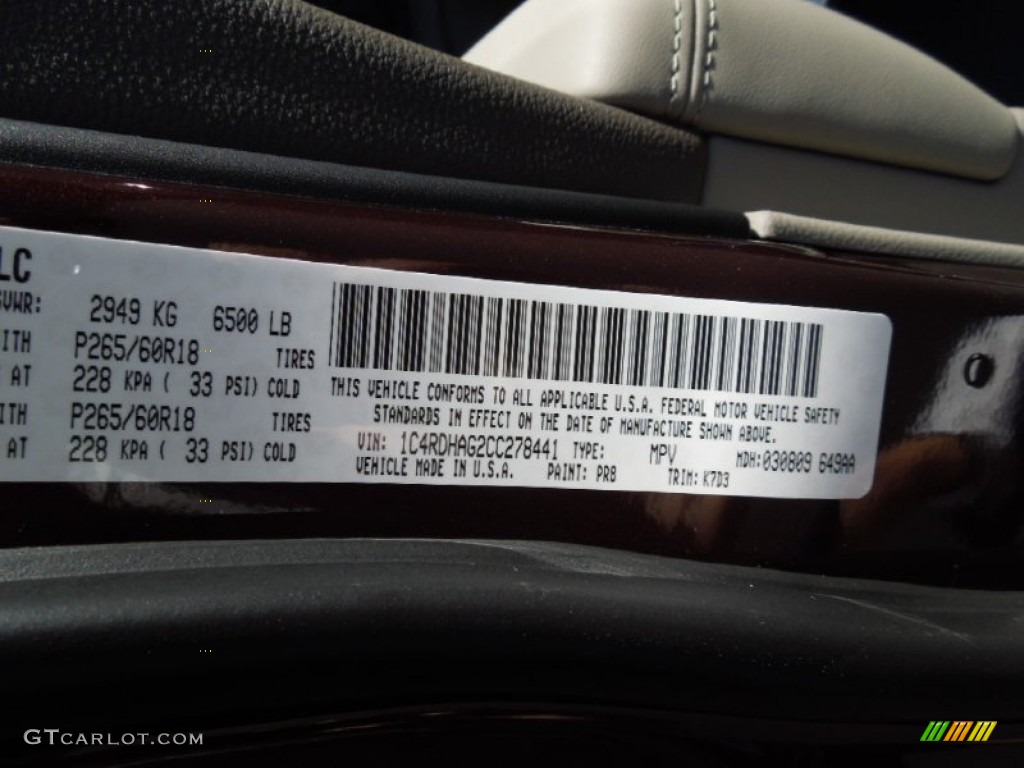 LC
GVWR: 2949 KG 6500 LB
ITH P265/60R18 TIRES
AT 228 KPA ( 33 PSI) COLD
ITH P265/60R18 TIRES
AT 228 KPA ( 33 PSI) COLD
THIS VEHICLE CONFORMS TO ALL APPLICABLE U.S.A. FEDERAL MOTOR VEHICLE SAFETY
STANDARDS IN EFFECT ON THE DATE OF MANUFACTURE SHOWN ABOVE.
VIN: 1C4RDHAG2CC278441 TYPE: MPV MDH:030809 649AA
VEHICLE MADE IN U.S.A. PAINT: PR8 TRIM: K7D3
GTCARLOT.COM